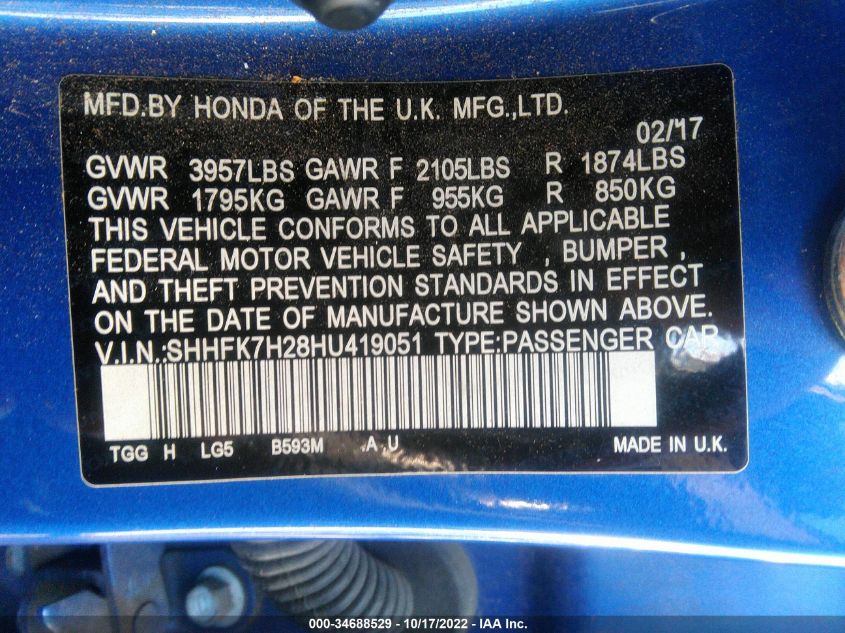 MFD.BY HONDA OF THE U.K. MFG.,LTD.
02/17
GVWR 3957LBS GAWR F 2105LBS R 1874LBS
GVWR 1795KG GAWR F 955KG R 850KG
THIS VEHICLE CONFORMS TO ALL APPLICABLE
FEDERAL MOTOR VEHICLE SAFETY , BUMPER ,
AND THEFT PREVENTION STANDARDS IN EFFECT
ON THE DATE OF MANUFACTURE SHOWN ABOVE.
V.I.N.:SHHFK7H28HU419051 TYPE:PASSENGER CAR
TGG H LG5 B593M .A U MADE IN U.K.
000-34688529 - 10/17/2022 - IAA Inc.